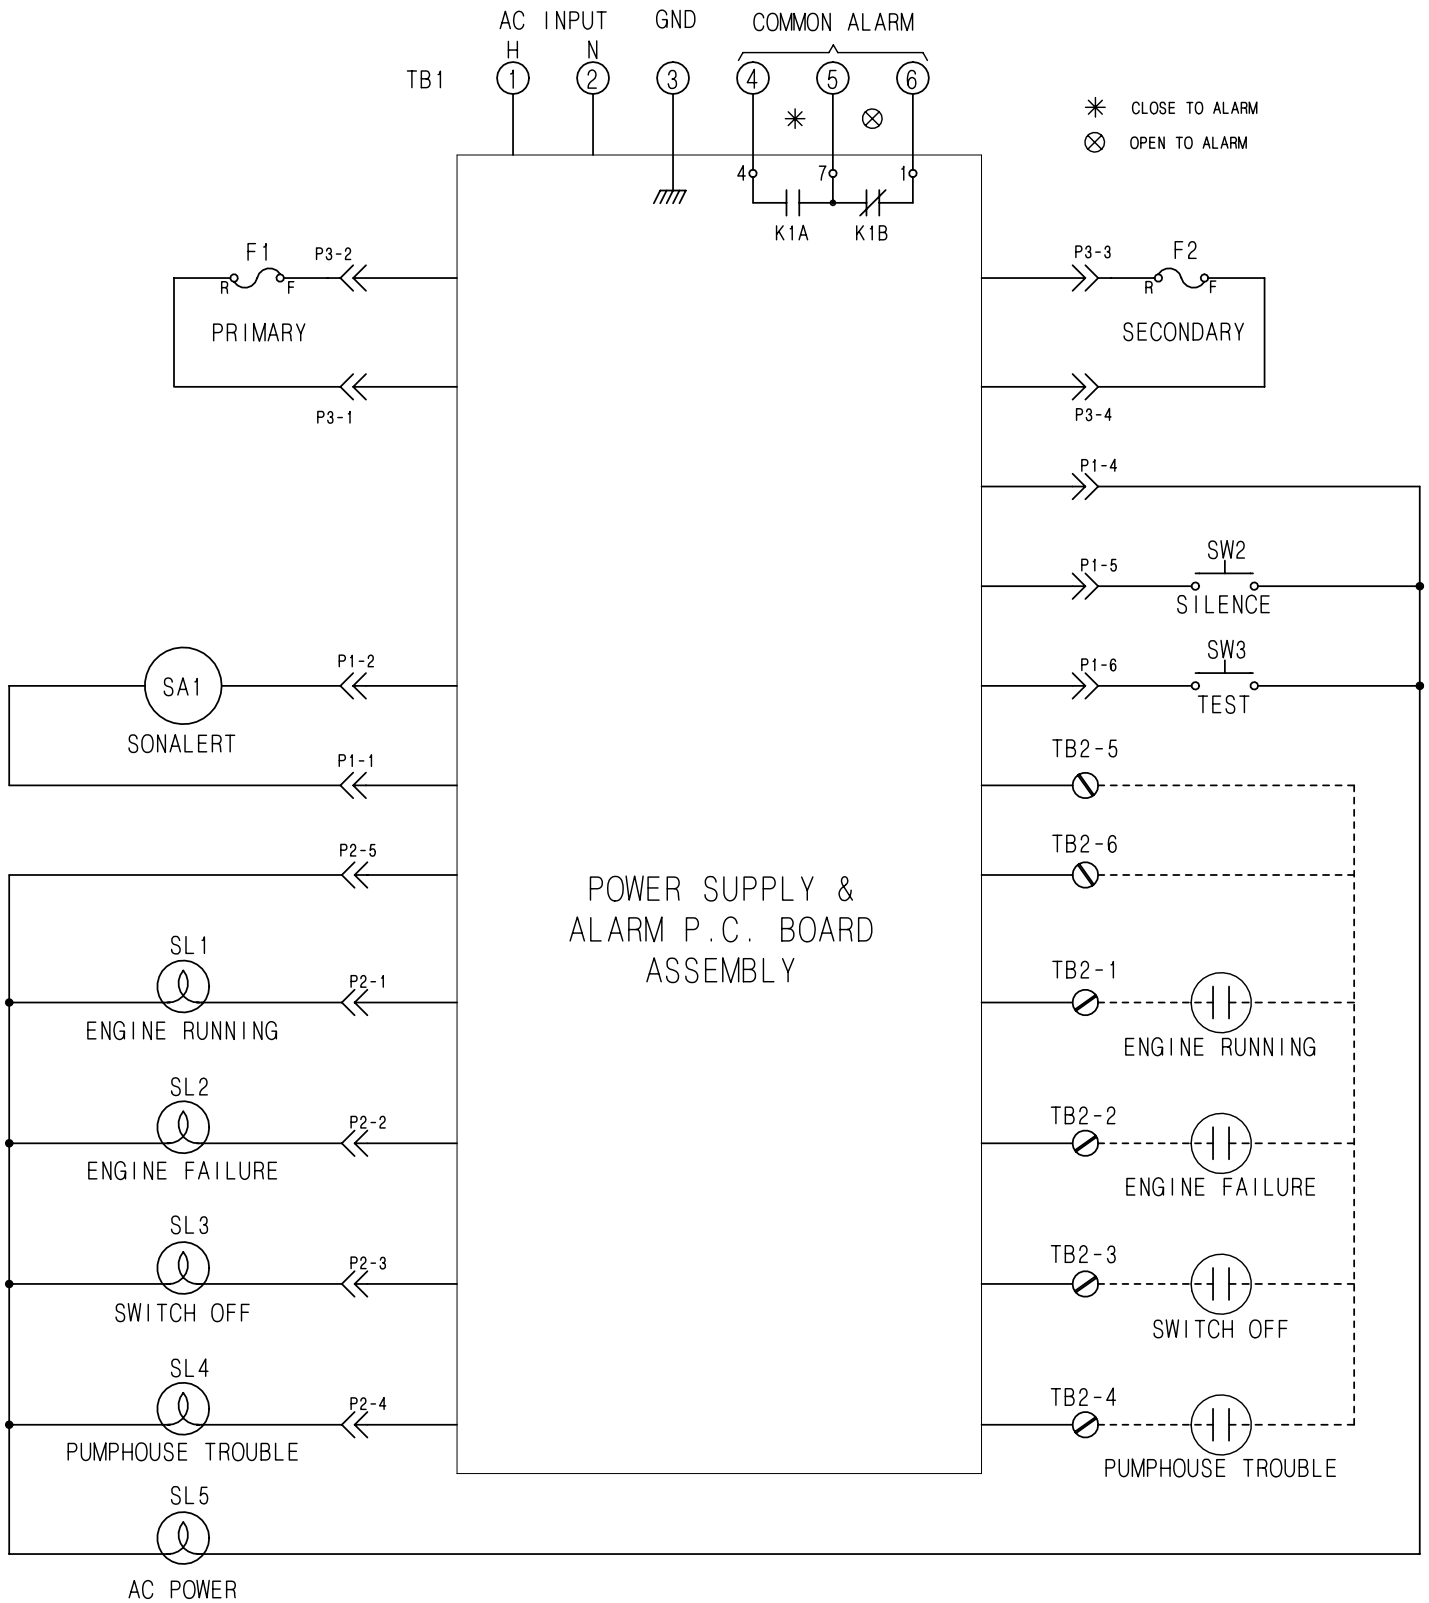 AC INPUT
GND
COMMON ALARM
H
N
TB1
1
2
3
4
5
6
CLOSE TO ALARM
OPEN TO ALARM
4
7
1
K1A
K1B
F1
P3-2
R
F
PRIMARY
P3-1
P3-3
F2
R
F
SECONDARY
P3-4
P1-4
P1-5
SW2
SILENCE
P1-6
SW3
TEST
P1-2
SA1
SONALERT
P1-1
TB2-5
P2-5
TB2-6
POWER SUPPLY &
ALARM P.C. BOARD
ASSEMBLY
SL1
P2-1
ENGINE RUNNING
TB2-1
ENGINE RUNNING
SL2
P2-2
ENGINE FAILURE
TB2-2
ENGINE FAILURE
SL3
P2-3
SWITCH OFF
TB2-3
SWITCH OFF
SL4
P2-4
PUMPHOUSE TROUBLE
TB2-4
PUMPHOUSE TROUBLE
SL5
AC POWER